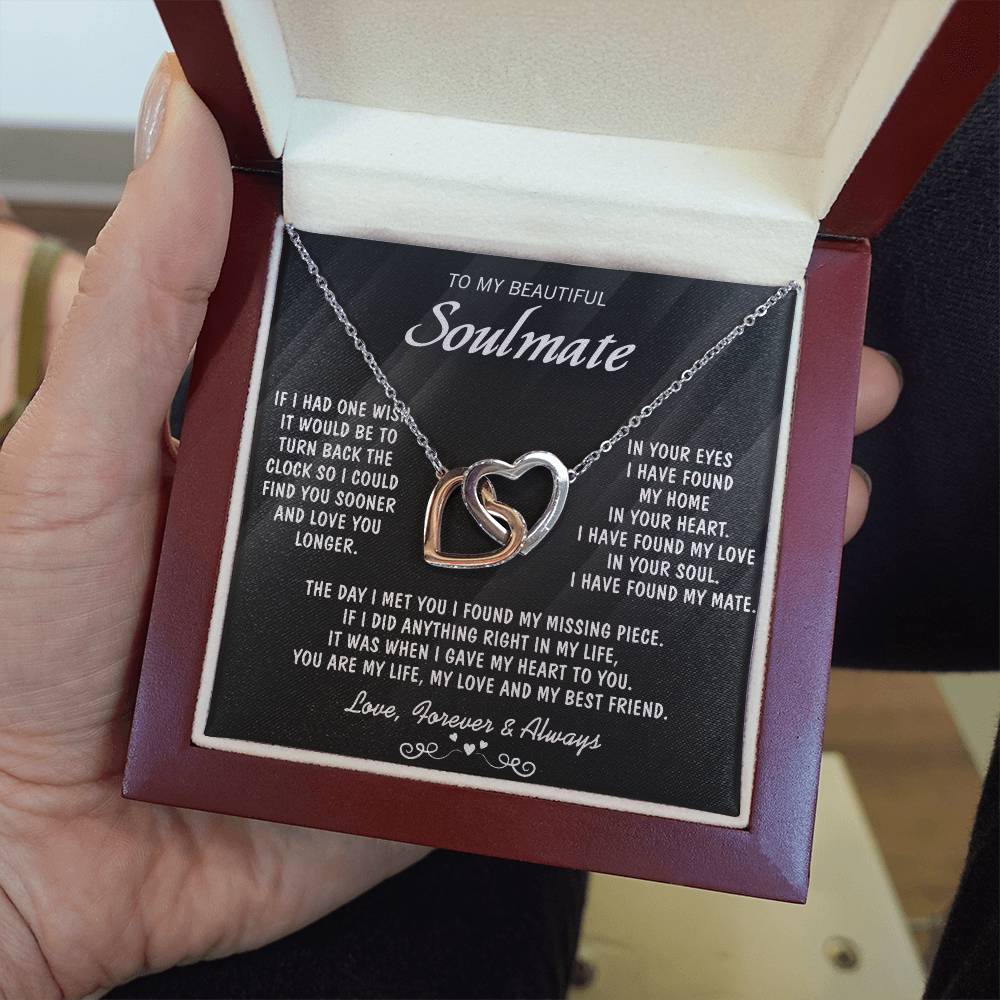 TO MY BEAUTIFUL
Soulmate
IF I HAD ONE WISH
IT WOULD BE TO
TURN BACK THE
CLOCK SO I COULD
FIND YOU SOONER
AND LOVE YOU
LONGER.
IN YOUR EYES
I HAVE FOUND
MY HOME
IN YOUR HEART.
I HAVE FOUND MY LOVE
IN YOUR SOUL.
I HAVE FOUND MY MATE.
THE DAY I MET YOU I FOUND MY MISSING PIECE.
IF I DID ANYTHING RIGHT IN MY LIFE,
IT WAS WHEN I GAVE MY HEART TO YOU.
YOU ARE MY LIFE, MY LOVE AND MY BEST FRIEND.
Love, Forever & Always